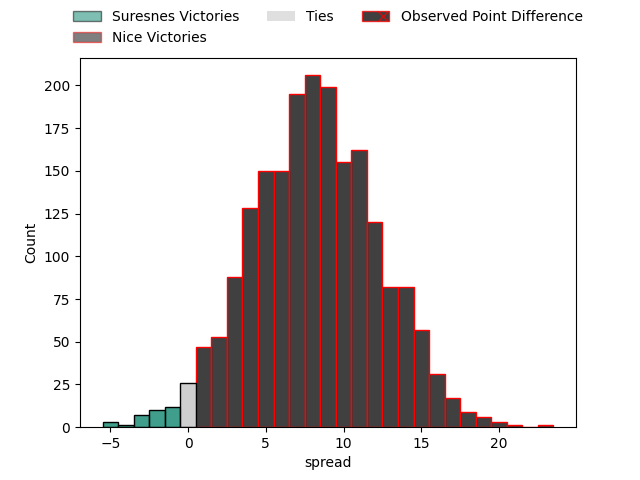 Suresnes Victories
Ties
Observed Point Difference
Nice Victories
200
175
150
125
100
75
50
25
0
Count
−5
0
5
10
15
20
spread